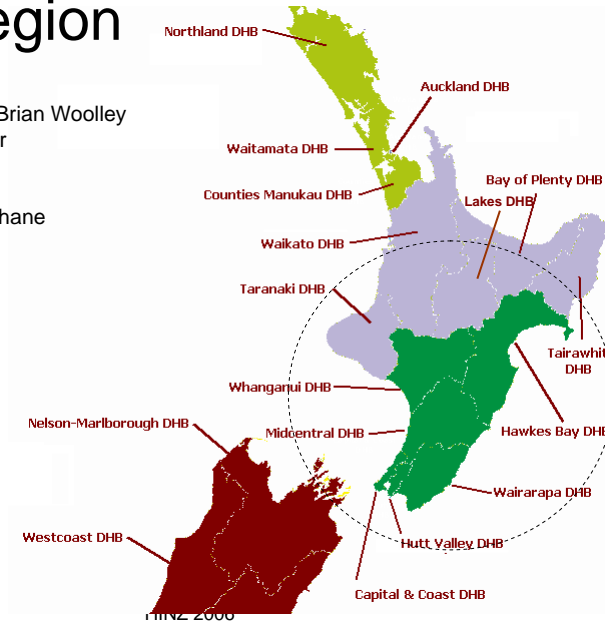 egion
Brian Woolley
r
hane
Northland DHB
Auckland DHB
Waitamata DHB
Counties Manukau DHB
Bay of Plenty DHB
Lakes DHB
Waikato DHB
Taranaki DHB
Tairawhit
DHB
Whanganui DHB
Nelson-Marlborough DHB
Midcentral DHB
Hawkes Bay DHB
Wairarapa DHB
Westcoast DHB
Hutt Valley DHB
Capital & Coast DHB
HINZ 2006